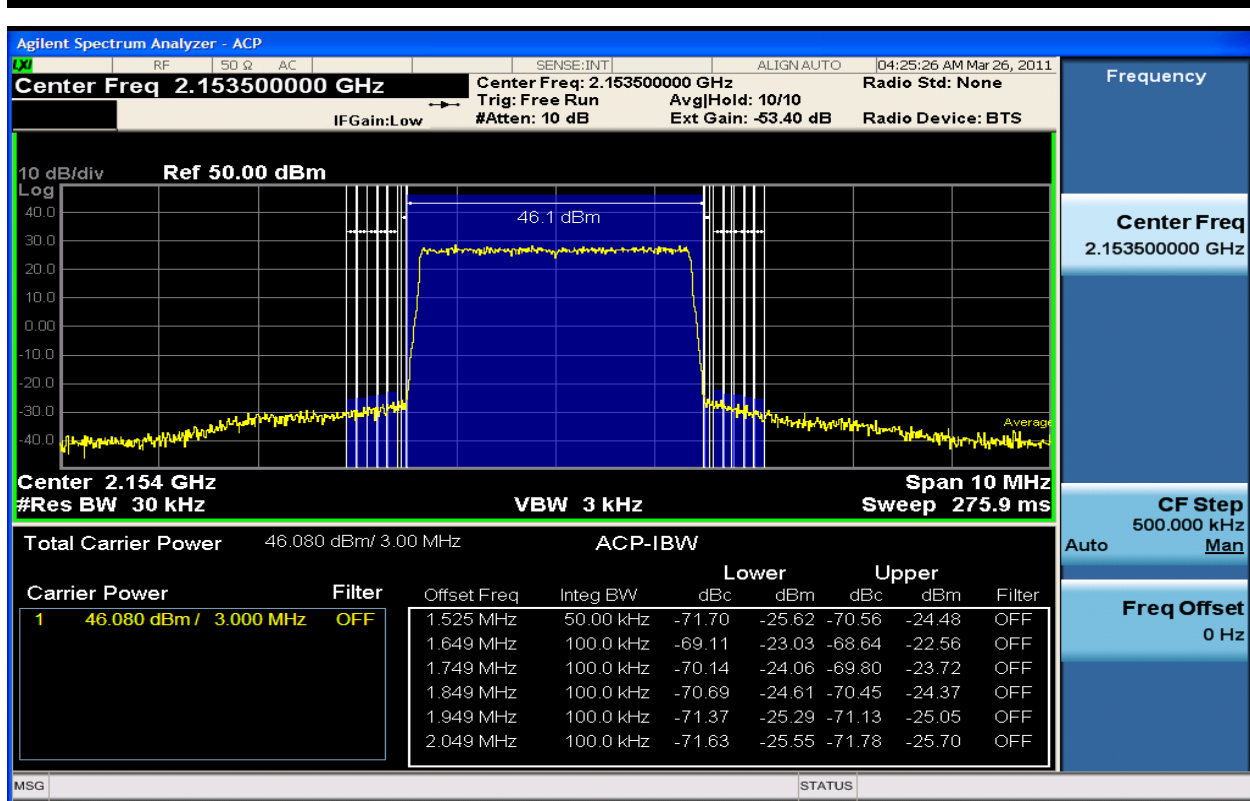 Agilent Spectrum Analyzer - ACP
LXI RF 50 Ω AC SENSE:INT ALIGN AUTO 04:25:26 AM Mar 26, 2011
Center Freq 2.153500000 GHz
Center Freq: 2.153500000 GHz Radio Std: None
Trig: Free Run Avg|Hold: 10/10
IFGain:Low #Atten: 10 dB Ext Gain: -53.40 dB Radio Device: BTS
10 dB/div Ref 50.00 dBm
Log
40.0
30.0
20.0
10.0
0.00
-10.0
-20.0
-30.0
-40.0
46.1 dBm
Average
Center 2.154 GHz Span 10 MHz
#Res BW 30 kHz VBW 3 kHz Sweep 275.9 ms
Total Carrier Power 46.080 dBm/ 3.00 MHz ACP-IBW
Lower Upper
Carrier Power Filter
1 46.080 dBm / 3.000 MHz OFF
Offset Freq Integ BW dBc dBm dBc dBm Filter
1.525 MHz 50.00 kHz -71.70 -25.62 -70.56 -24.48 OFF
1.649 MHz 100.0 kHz -69.11 -23.03 -68.64 -22.56 OFF
1.749 MHz 100.0 kHz -70.14 -24.06 -69.80 -23.72 OFF
1.849 MHz 100.0 kHz -70.69 -24.61 -70.45 -24.37 OFF
1.949 MHz 100.0 kHz -71.37 -25.29 -71.13 -25.05 OFF
2.049 MHz 100.0 kHz -71.63 -25.55 -71.78 -25.70 OFF
Frequency
Center Freq
2.153500000 GHz
CF Step
500.000 kHz
Auto Man
Freq Offset
0 Hz
MSG STATUS